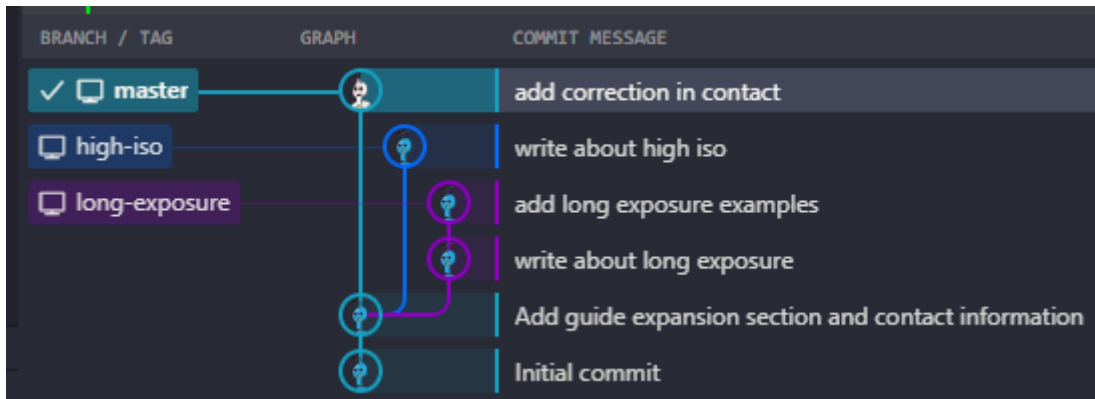 BRANCH / TAG GRAPH COMMIT MESSAGE
master add correction in contact
high-iso write about high iso
long-exposure add long exposure examples
write about long exposure
Add guide expansion section and contact information
Initial commit